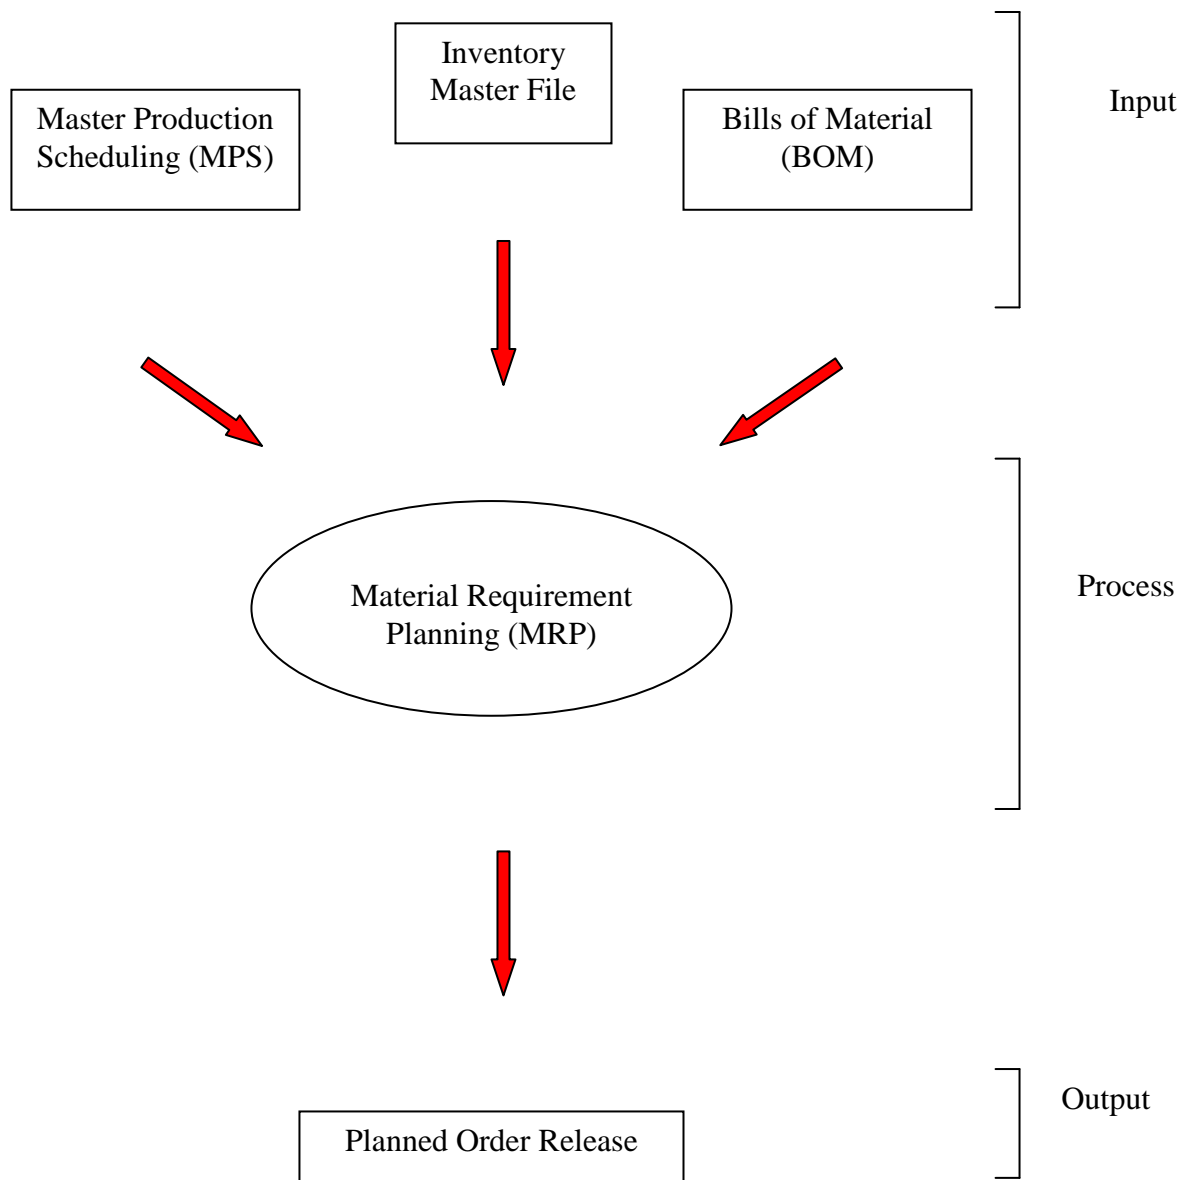 Inventory
Master File
Master Production
Scheduling (MPS)
Bills of Material
(BOM)
Input
Material Requirement
Planning (MRP)
Process
Planned Order Release
Output